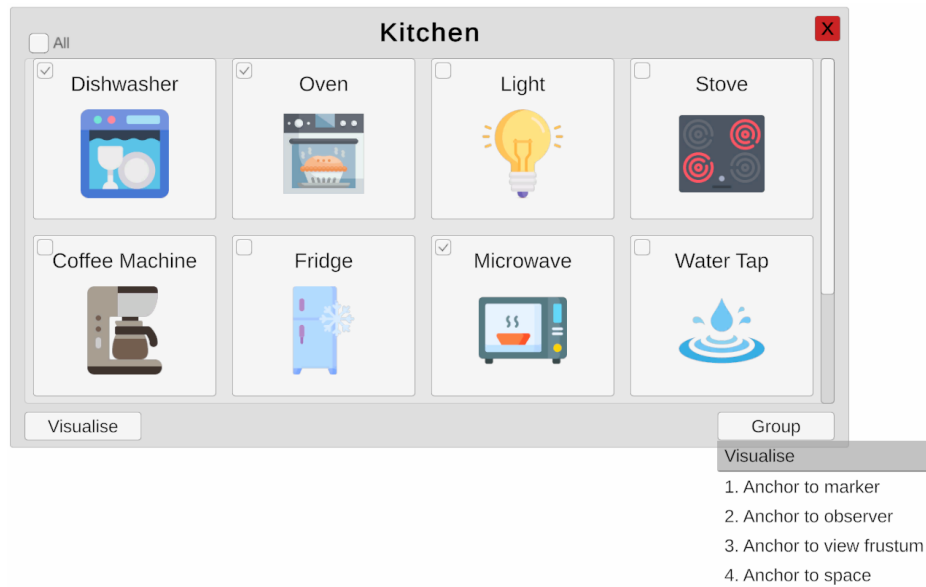 Kitchen
X
All
Dishwasher
Oven
Light
Stove
Coffee Machine
Fridge
Microwave
Water Tap
Visualise
Group
Visualise
1. Anchor to marker
2. Anchor to observer
3. Anchor to view frustum
4. Anchor to space